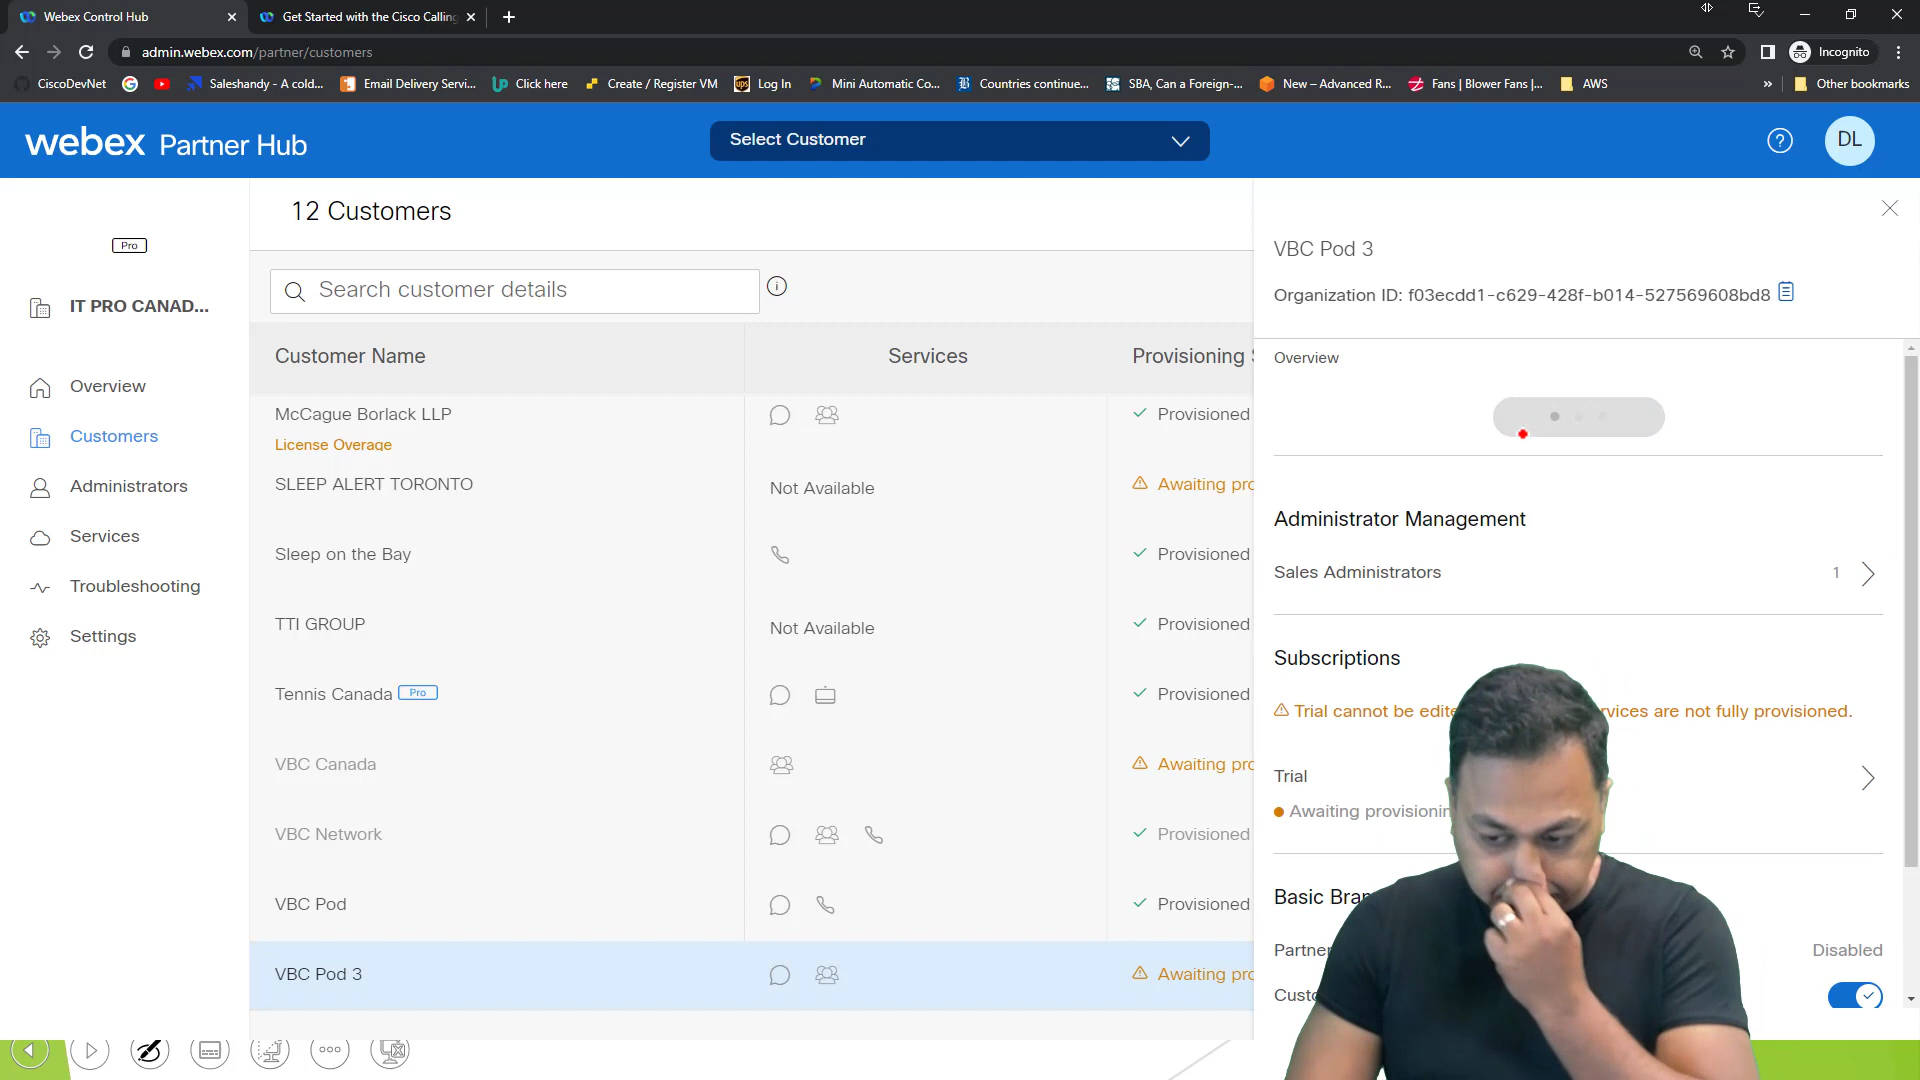 Webex Control Hub
Get Started with the Cisco Calling
admin.webex.com/partner/customers
Incognito
CiscoDevNet
Saleshandy - A cold...
Email Delivery Servi...
Click here
Create / Register VM
Log In
Mini Automatic Co...
Countries continue...
SBA, Can a Foreign-...
New – Advanced R...
Fans | Blower Fans |...
AWS
»
Other bookmarks
webex Partner Hub
Select Customer
DL
Pro
IT PRO CANAD...
Overview
Customers
Administrators
Services
Troubleshooting
Settings
12 Customers
Search customer details
Customer Name
Services
Provisioning S
McCague Borlack LLP
Provisioned
License Overage
SLEEP ALERT TORONTO
Not Available
Awaiting pro
Sleep on the Bay
Provisioned
TTI GROUP
Not Available
Provisioned
Tennis Canada Pro
Provisioned
VBC Canada
Awaiting pro
VBC Network
Provisioned
VBC Pod
Provisioned
VBC Pod 3
Awaiting pro
VBC Pod 3
Organization ID: f03ecdd1-c629-428f-b014-527569608bd8
Overview
Administrator Management
Sales Administrators
1
Subscriptions
Trial cannot be edite rvices are not fully provisioned.
Trial
Awaiting provisionin
Basic Bran
Partner
Disabled
Custo